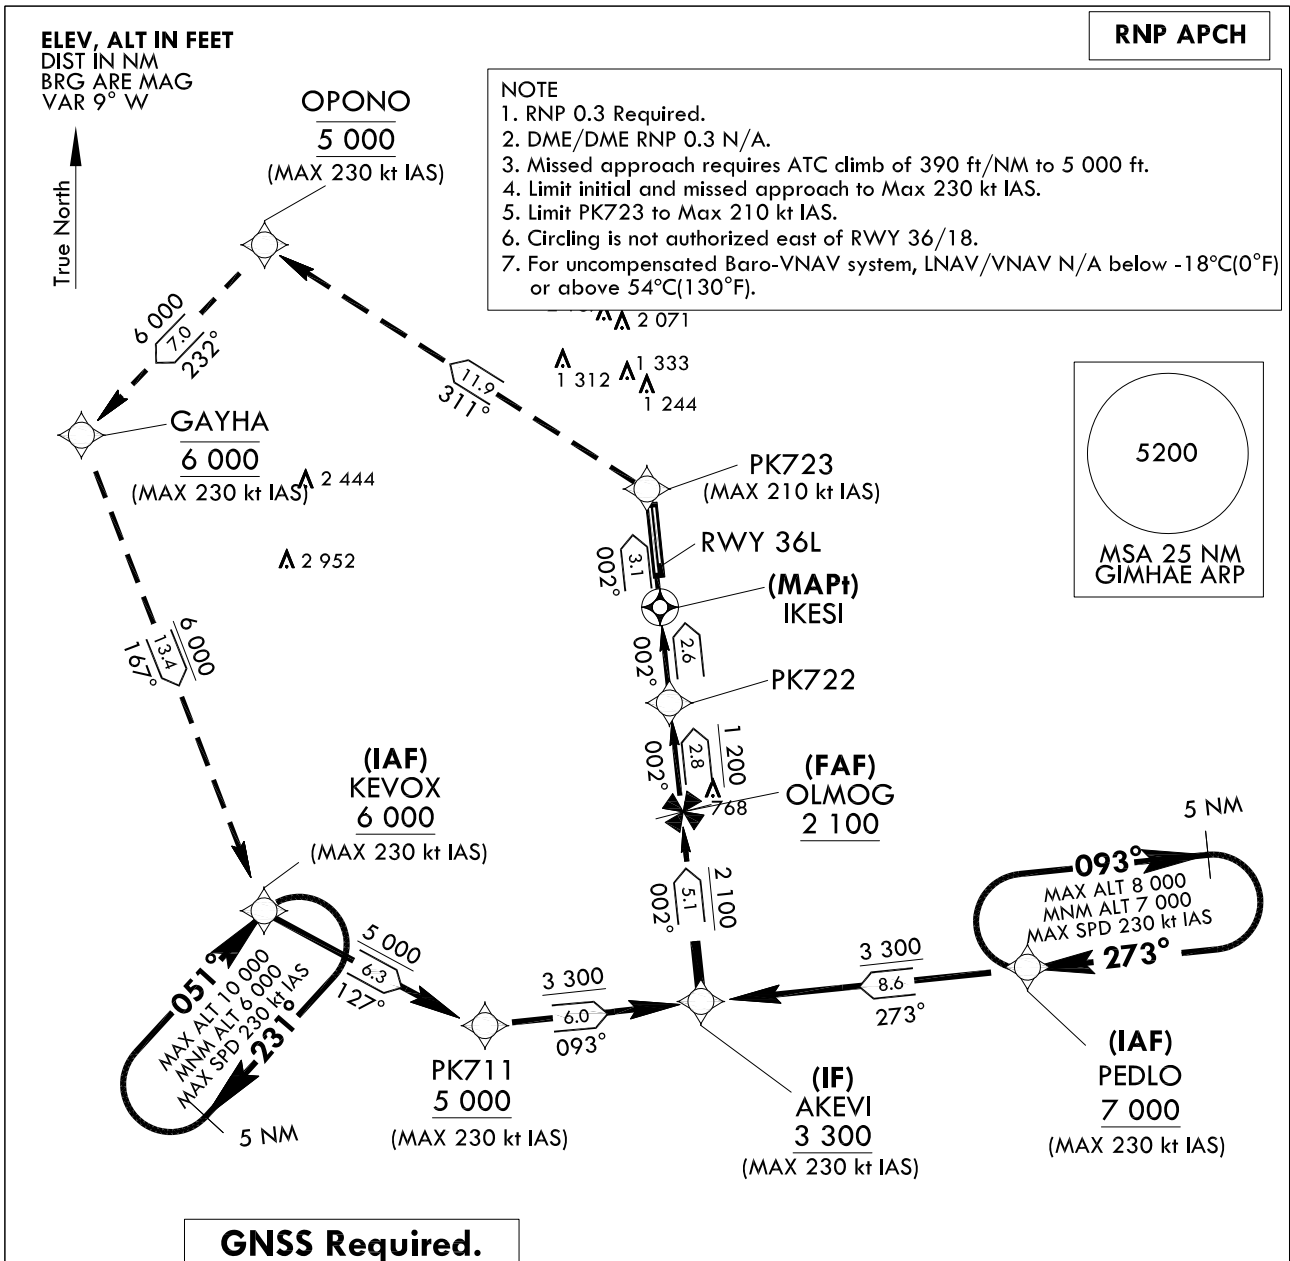 ELEV, ALT IN FEET
DIST IN NM
BRG ARE MAG
VAR 9° W
True North
RNP APCH
NOTE
1. RNP 0.3 Required.
2. DME/DME RNP 0.3 N/A.
3. Missed approach requires ATC climb of 390 ft/NM to 5 000 ft.
4. Limit initial and missed approach to Max 230 kt IAS.
5. Limit PK723 to Max 210 kt IAS.
6. Circling is not authorized east of RWY 36/18.
7. For uncompensated Baro-VNAV system, LNAV/VNAV N/A below -18°C(0°F)
or above 54°C(130°F).
OPONO
5 000
(MAX 230 kt IAS)
6 000
7.0
232°
11.9
311°
2 071
1 333
1 312
1 244
5200
MSA 25 NM
GIMHAE ARP
GAYHA
6 000
(MAX 230 kt IAS)
2 444
2 952
PK723
(MAX 210 kt IAS)
RWY 36L
3.1
002°
(MAPt)
IKESI
2.6
002°
PK722
6 000
13.4
167°
1 200
2.8
002°
768
(FAF)
OLMOG
2 100
(IAF)
KEVOX
6 000
(MAX 230 kt IAS)
2 100
5.1
002°
5 NM
093°
MAX ALT 8 000
MNM ALT 7 000
MAX SPD 230 kt IAS
273°
051°
MAX ALT 10 000
MNM ALT 6 000
MAX SPD 230 kt IAS
231°
5 NM
5 000
6.3
127°
3 300
6.0
093°
3 300
8.6
273°
PK711
5 000
(MAX 230 kt IAS)
(IF)
AKEVI
3 300
(MAX 230 kt IAS)
(IAF)
PEDLO
7 000
(MAX 230 kt IAS)
GNSS Required.